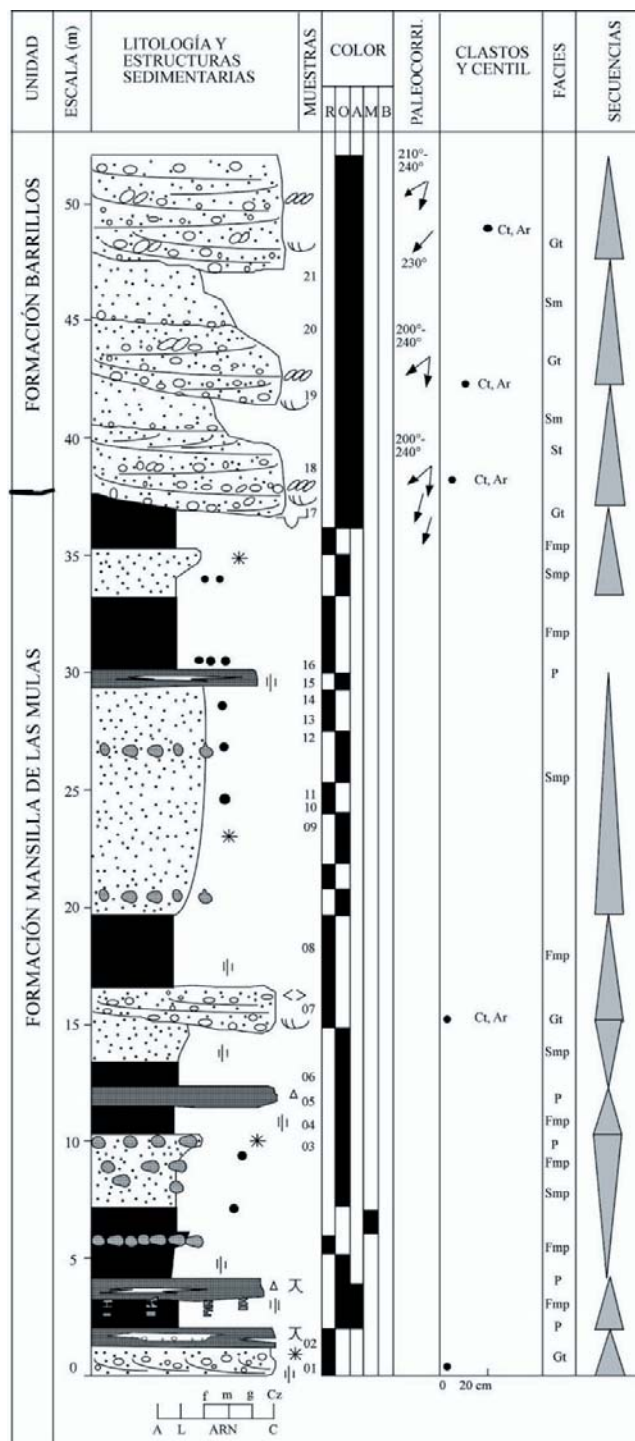 UNIDAD
ESCALA (m)
LITOLOGÍA Y
ESTRUCTURAS
SEDIMENTARIAS
MUESTRAS
COLOR
R O A M B
PALEOCORRI.
CLASTOS
Y CENTIL
FACIES
SECUENCIAS
FORMACIÓN BARRILLOS
FORMACIÓN MANSILLA DE LAS MULAS
50
45
40
35
30
25
20
15
10
5
0
21
20
19
18
17
16
15
14
13
12
11
10
09
08
07
06
05
04
03
02
01
210°-
240°
230°
200°-
240°
200°-
240°
Ct, Ar
Ct, Ar
Ct, Ar
Ct, Ar
0 20 cm
Gt
Sm
Gt
Sm
St
Gt
Fmp
Smp
Fmp
P
Smp
Fmp
Gt
Smp
P
Fmp
P
Fmp
Smp
Fmp
P
Fmp
P
Gt
f m g Cz
A L ARN C